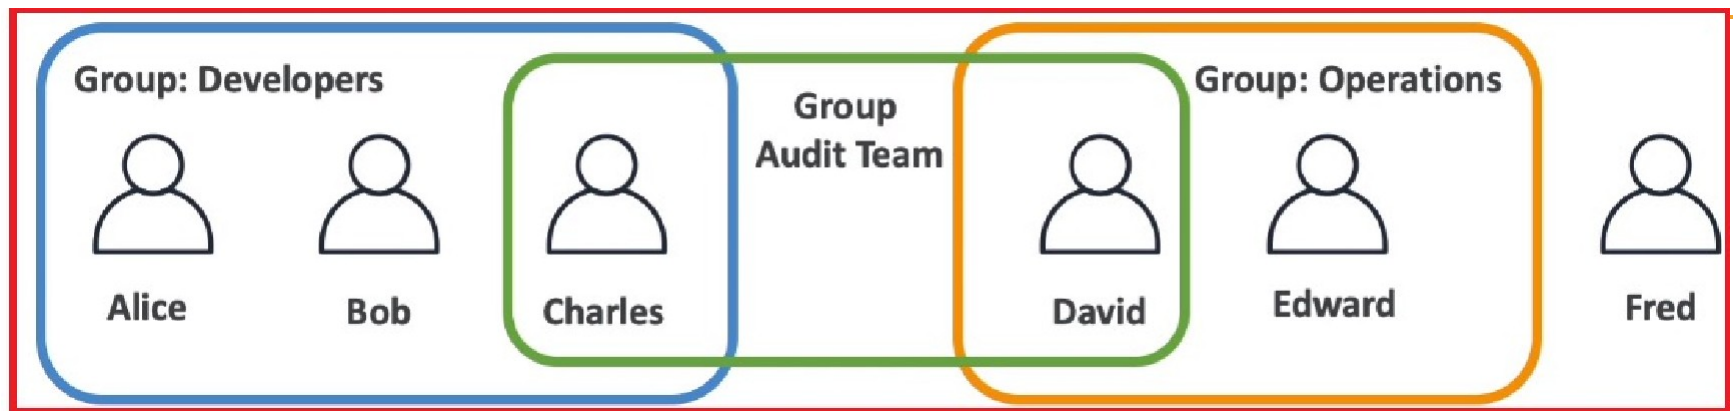 Group: Developers
Group
Audit Team
Group: Operations
Alice
Bob
Charles
David
Edward
Fred